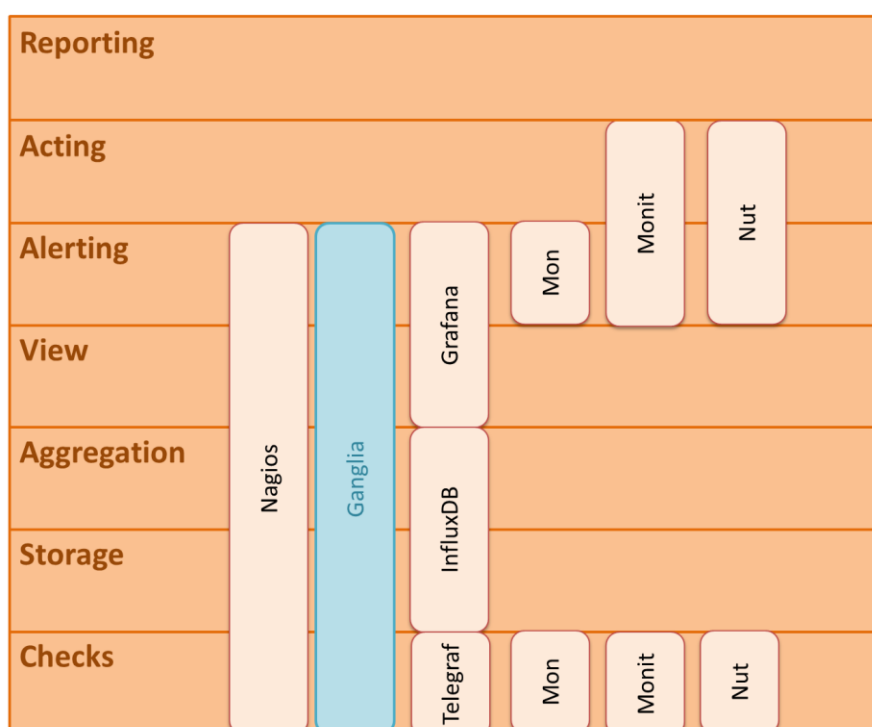 Reporting
Acting
Monit
Nut
Alerting
Mon
Grafana
View
Nagios
Ganglia
Aggregation
InfluxDB
Storage
Checks
Telegraf
Mon
Monit
Nut